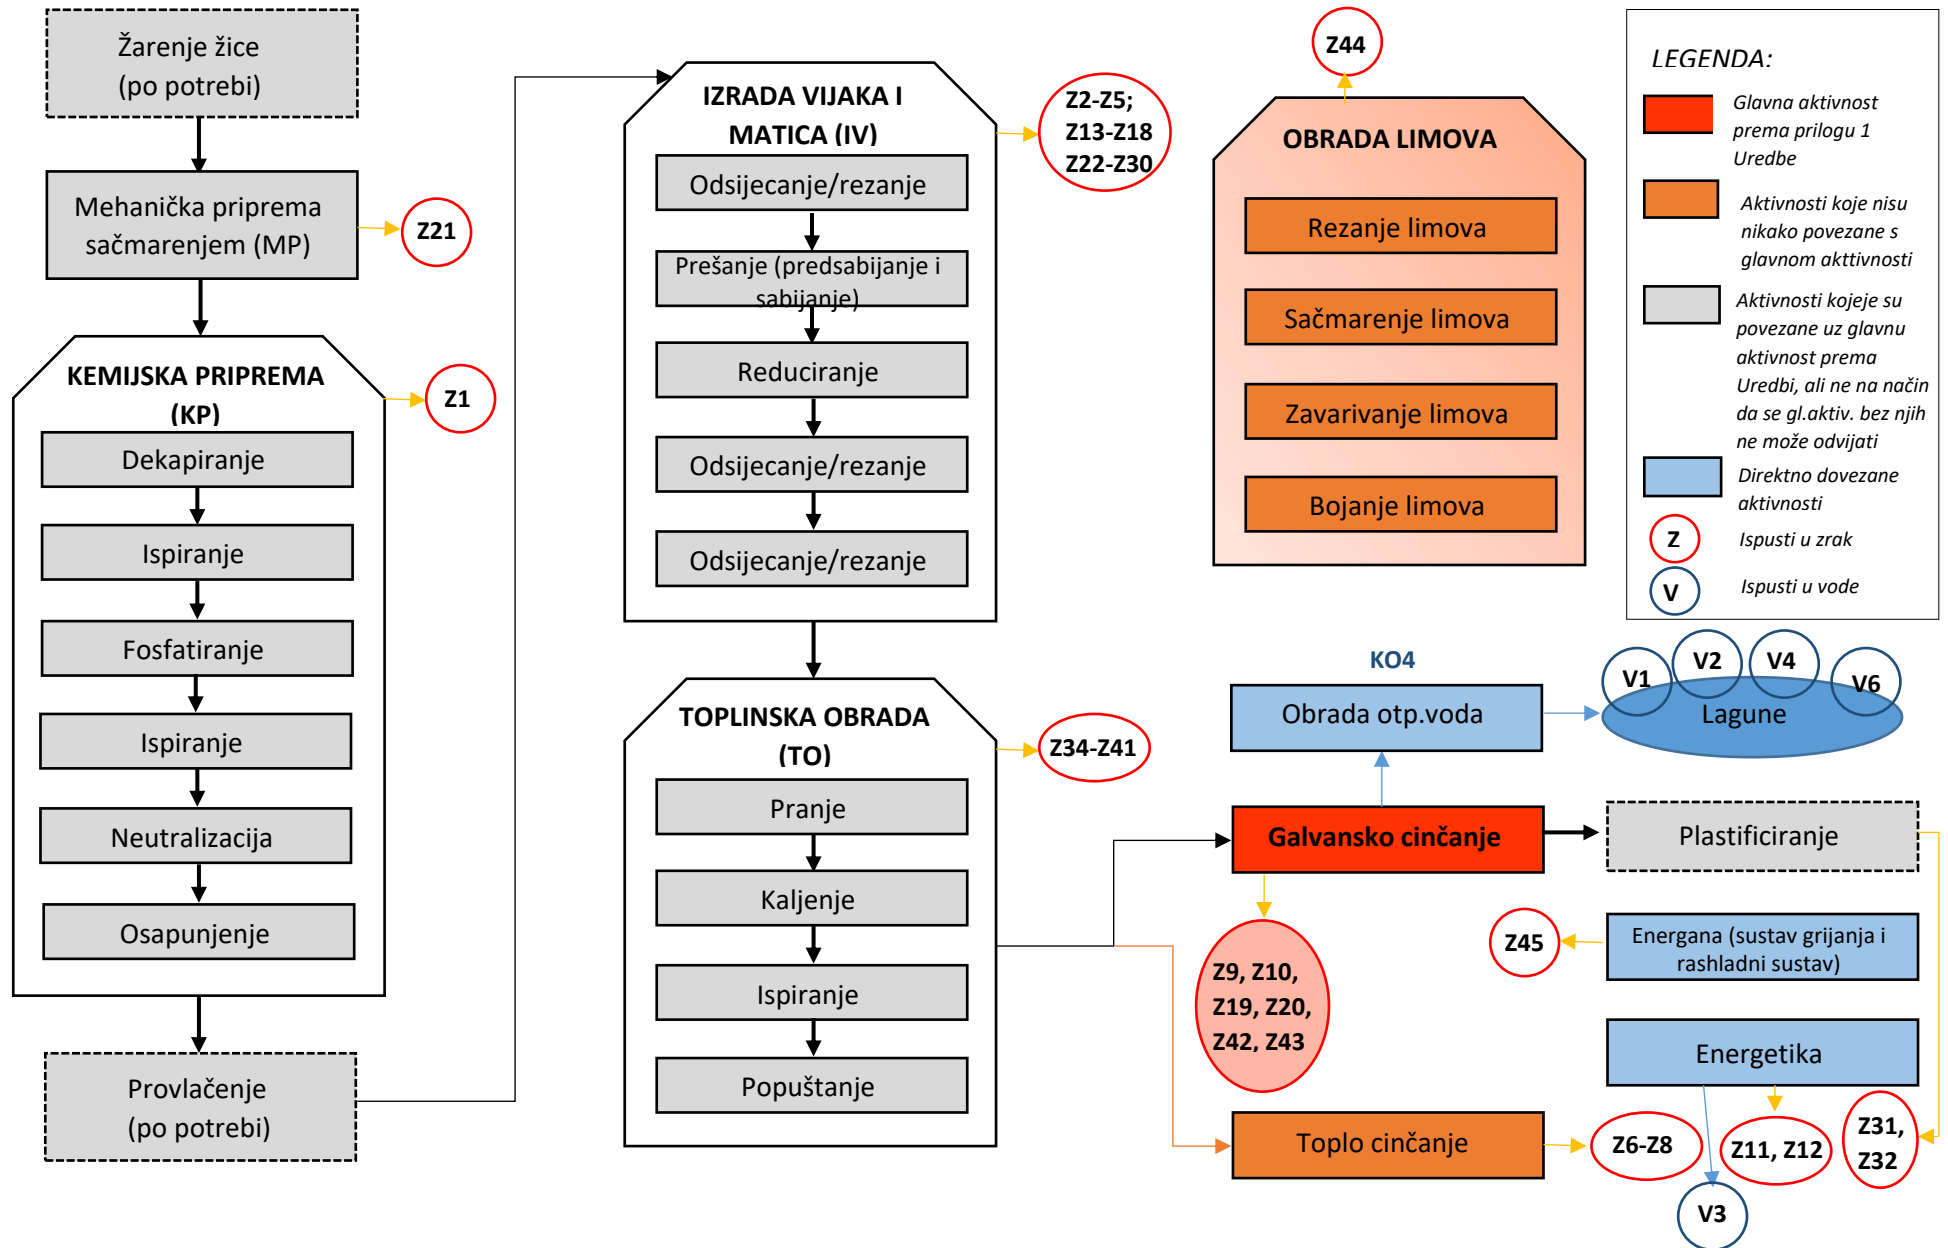 Žarenje žice
(po potrebi)
Mehanička priprema
sačmarenjem (MP)
Z21
KEMIJSKA PRIPREMA
(KP)
Z1
Dekapiranje
Ispiranje
Fosfatiranje
Ispiranje
Neutralizacija
Osapunjenje
Provlačenje
(po potrebi)
IZRADA VIJAKA I
MATICA (IV)
Z2-Z5;
Z13-Z18
Z22-Z30
Odsijecanje/rezanje
Prešanje (predsabijanje i
sabijanje)
Reduciranje
Odsijecanje/rezanje
Odsijecanje/rezanje
TOPLINSKA OBRADA
(TO)
Z34-Z41
Pranje
Kaljenje
Ispiranje
Popuštanje
Z44
OBRADA LIMOVA
Rezanje limova
Sačmarenje limova
Zavarivanje limova
Bojanje limova
KO4
Obrada otp.voda
V1
V2
V4
V6
Lagune
Galvansko cinčanje
Plastificiranje
Z9, Z10,
Z19, Z20,
Z42, Z43
Z45
Energana (sustav grijanja i
rashladni sustav)
Energetika
Toplo cinčanje
Z6-Z8
Z11, Z12
Z31,
Z32
V3
LEGENDA:
Glavna aktivnost
prema prilogu 1
Uredbe
Aktivnosti koje nisu
nikako povezane s
glavnom akttivnosti
Aktivnosti kojeje su
povezane uz glavnu
aktivnost prema
Uredbi, ali ne na način
da se gl.aktiv. bez njih
ne može odvijati
Direktno dovezane
aktivnosti
Z
Ispusti u zrak
V
Ispusti u vode